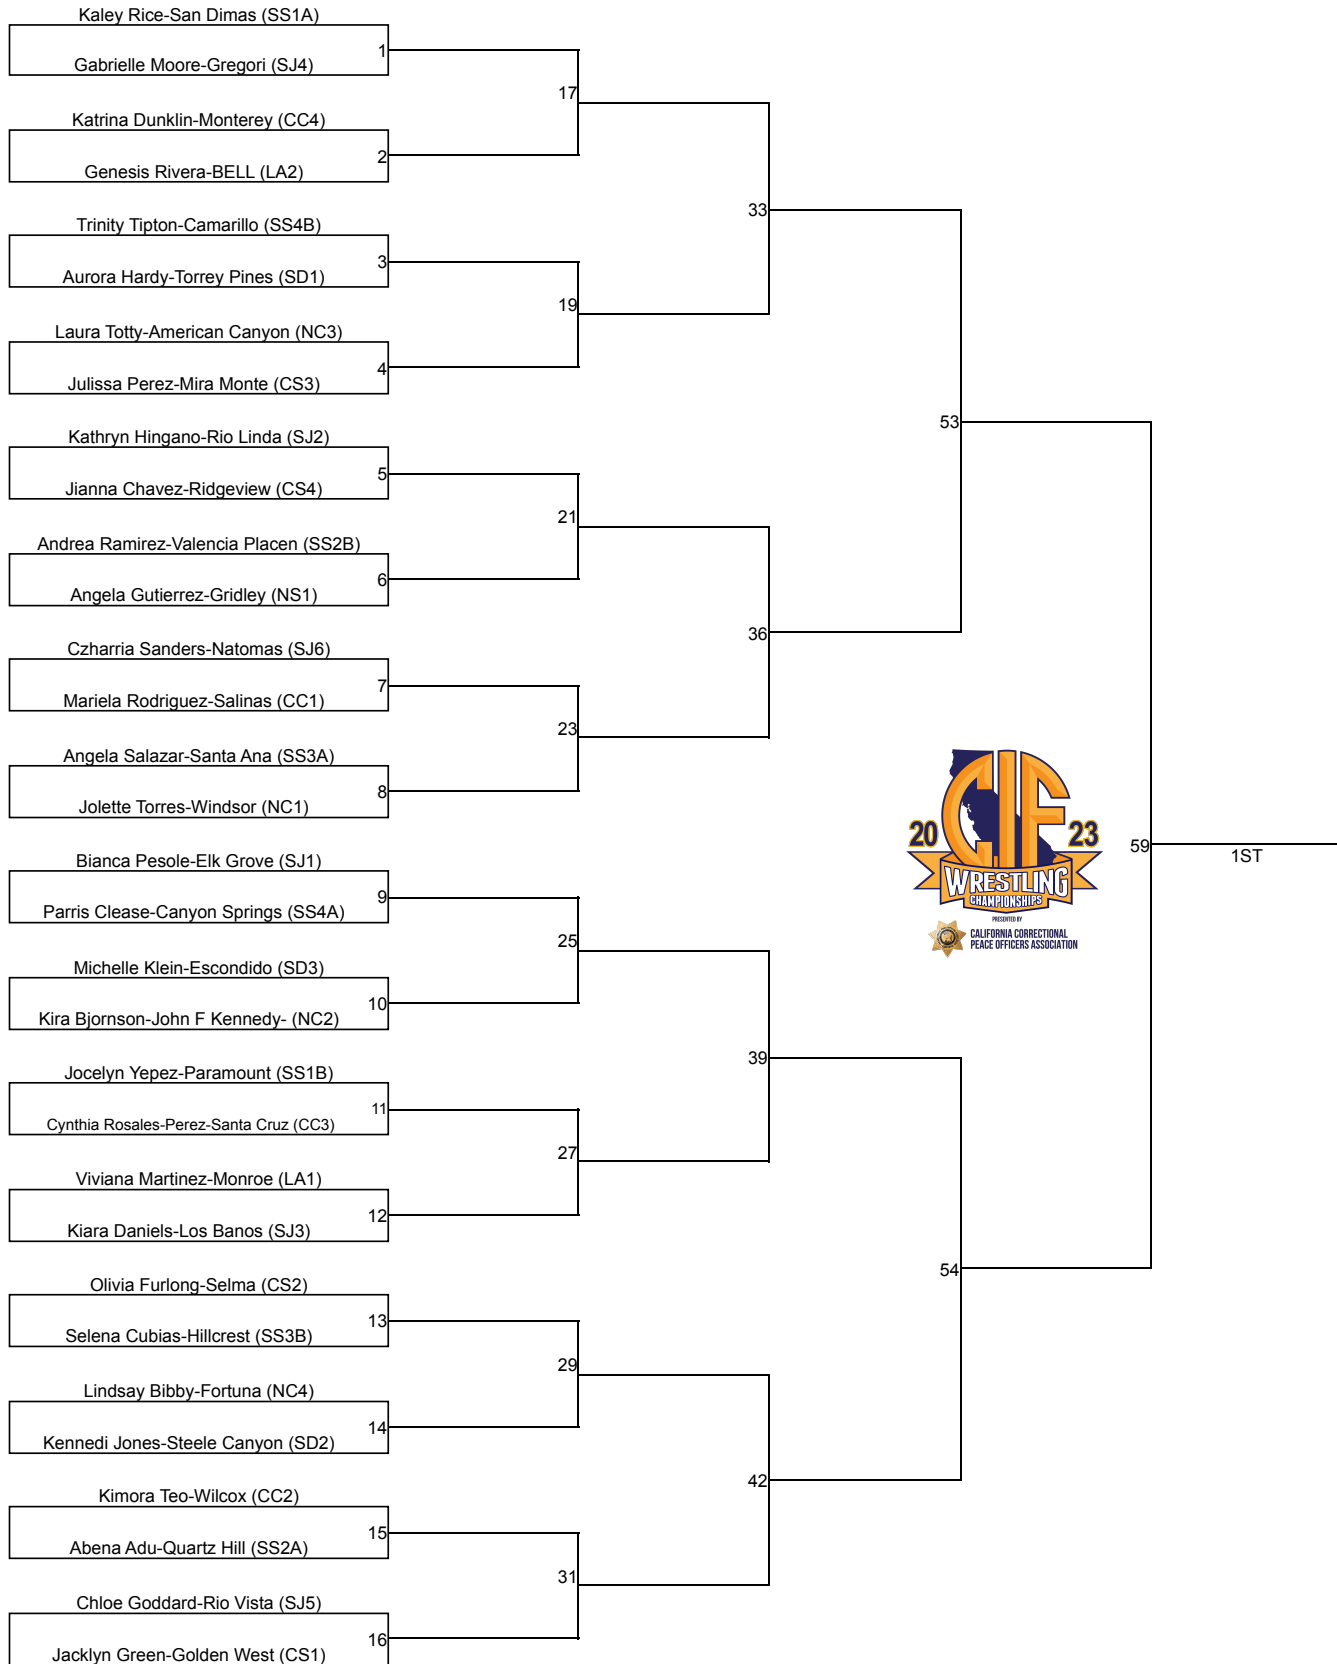 Kaley Rice-San Dimas (SS1A)
1
Gabrielle Moore-Gregori (SJ4)
17
Katrina Dunklin-Monterey (CC4)
2
Genesis Rivera-BELL (LA2)
33
Trinity Tipton-Camarillo (SS4B)
3
Aurora Hardy-Torrey Pines (SD1)
19
Laura Totty-American Canyon (NC3)
4
Julissa Perez-Mira Monte (CS3)
53
Kathryn Hingano-Rio Linda (SJ2)
5
Jianna Chavez-Ridgeview (CS4)
21
Andrea Ramirez-Valencia Placen (SS2B)
6
Angela Gutierrez-Gridley (NS1)
36
Czharria Sanders-Natomas (SJ6)
7
Mariela Rodriguez-Salinas (CC1)
23
Angela Salazar-Santa Ana (SS3A)
8
Jolette Torres-Windsor (NC1)
20 CIF 23
WRESTLING
CHAMPIONSHIPS
PRESENTED BY
CALIFORNIA CORRECTIONAL
PEACE OFFICERS ASSOCIATION
59
1ST
Bianca Pesole-Elk Grove (SJ1)
9
Parris Clease-Canyon Springs (SS4A)
25
Michelle Klein-Escondido (SD3)
10
Kira Bjornson-John F Kennedy- (NC2)
39
Jocelyn Yepez-Paramount (SS1B)
11
Cynthia Rosales-Perez-Santa Cruz (CC3)
27
Viviana Martinez-Monroe (LA1)
12
Kiara Daniels-Los Banos (SJ3)
54
Olivia Furlong-Selma (CS2)
13
Selena Cubias-Hillcrest (SS3B)
29
Lindsay Bibby-Fortuna (NC4)
14
Kennedi Jones-Steele Canyon (SD2)
42
Kimora Teo-Wilcox (CC2)
15
Abena Adu-Quartz Hill (SS2A)
31
Chloe Goddard-Rio Vista (SJ5)
16
Jacklyn Green-Golden West (CS1)